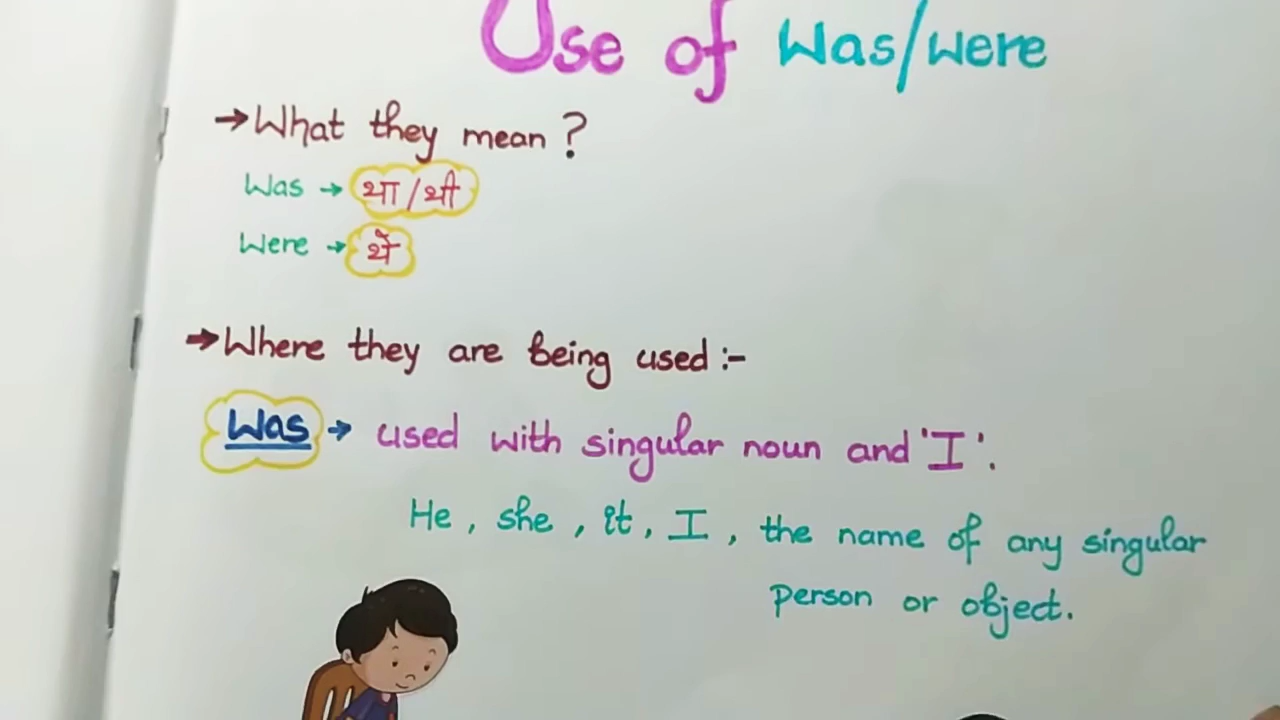 Use of Was/were
→What they mean?
Was → था/थी
Were → थे
→Where they are being used :-
Was → used with singular noun and 'I'.
He, she, it, I, the name of any singular
person or object.